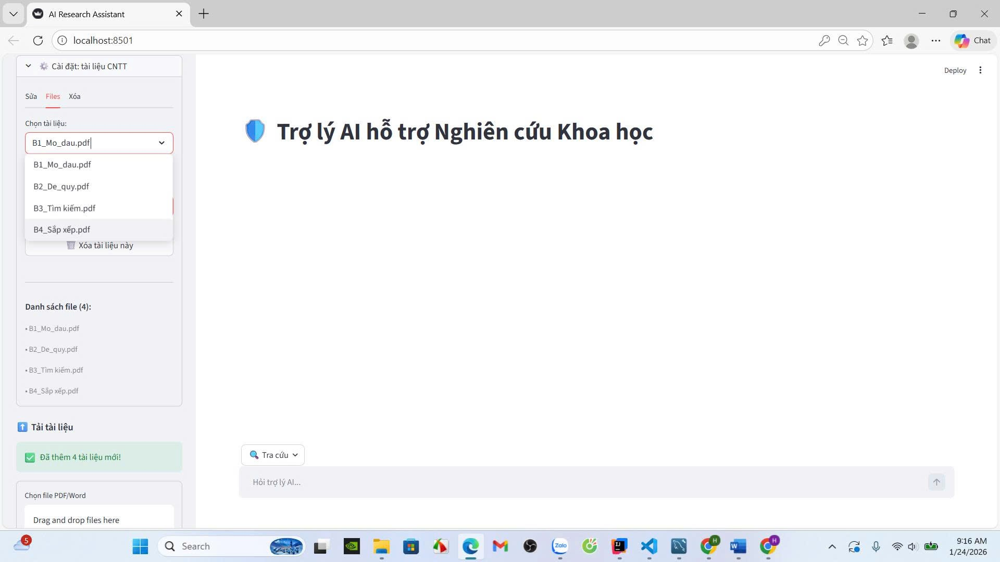 AI Research Assistant
localhost:8501
Chat
Cài đặt: tài liệu CNTT
Deploy
Sửa Files Xóa
Chọn tài liệu:
B1_Mo_dau.pdf
B1_Mo_dau.pdf
B2_De_quy.pdf
B3_Tìm kiếm.pdf
B4_Sắp xếp.pdf
Xóa tài liệu này
Danh sách file (4):
• B1_Mo_dau.pdf
• B2_De_quy.pdf
• B3_Tìm kiếm.pdf
• B4_Sắp xếp.pdf
Tải tài liệu
Đã thêm 4 tài liệu mới!
Chọn file PDF/Word
Drag and drop files here
Trợ lý AI hỗ trợ Nghiên cứu Khoa học
Tra cứu
Hỏi trợ lý AI...
5
Search
Zalo
IJ
H
W
H
9:16 AM
1/24/2026